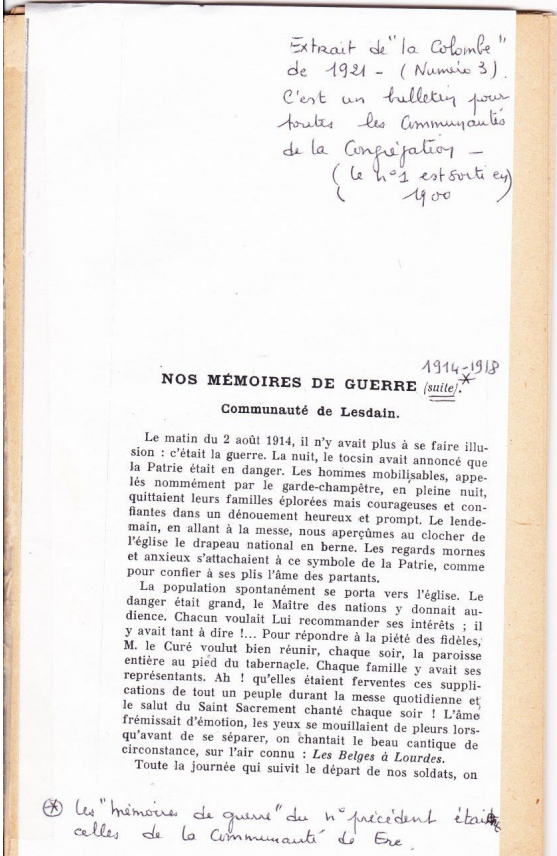 Extrait de "la Colombe"
de 1921 - (Numéro 3).
C'est un bulletin pour
toutes les Communautés
de la Congrégation -
(le n°1 est sorti en)
( 1900
1914-1918
NOS MÉMOIRES DE GUERRE (suite).*
Communauté de Lesdain.
Le matin du 2 août 1914, il n'y avait plus à se faire illu-
sion : c'était la guerre. La nuit, le tocsin avait annoncé que
la Patrie était en danger. Les hommes mobilisables, appe-
lés nommément par le garde-champêtre, en pleine nuit,
quittaient leurs familles éplorées mais courageuses et con-
fiantes dans un dénouement heureux et prompt. Le lende-
main, en allant à la messe, nous aperçûmes au clocher de
l'église le drapeau national en berne. Les regards mornes
et anxieux s'attachaient à ce symbole de la Patrie, comme
pour confier à ses plis l'âme des partants.
La population spontanément se porta vers l'église. Le
danger était grand, le Maître des nations y donnait au-
dience. Chacun voulait Lui recommander ses intérêts ; il
y avait tant à dire !... Pour répondre à la piété des fidèles,
M. le Curé voulut bien réunir, chaque soir, la paroisse
entière au pied du tabernacle. Chaque famille y avait ses
représentants. Ah ! qu'elles étaient ferventes ces suppli-
cations de tout un peuple durant la messe quotidienne et
le salut du Saint Sacrement chanté chaque soir ! L'âme
frémissait d'émotion, les yeux se mouillaient de pleurs lors-
qu'avant de se séparer, on chantait le beau cantique de
circonstance, sur l'air connu : Les Belges à Lourdes.
Toute la journée qui suivit le départ de nos soldats, on
(*) les "mémoires de guerre" du n° précédent étaient
celles de la Communauté de Ere.